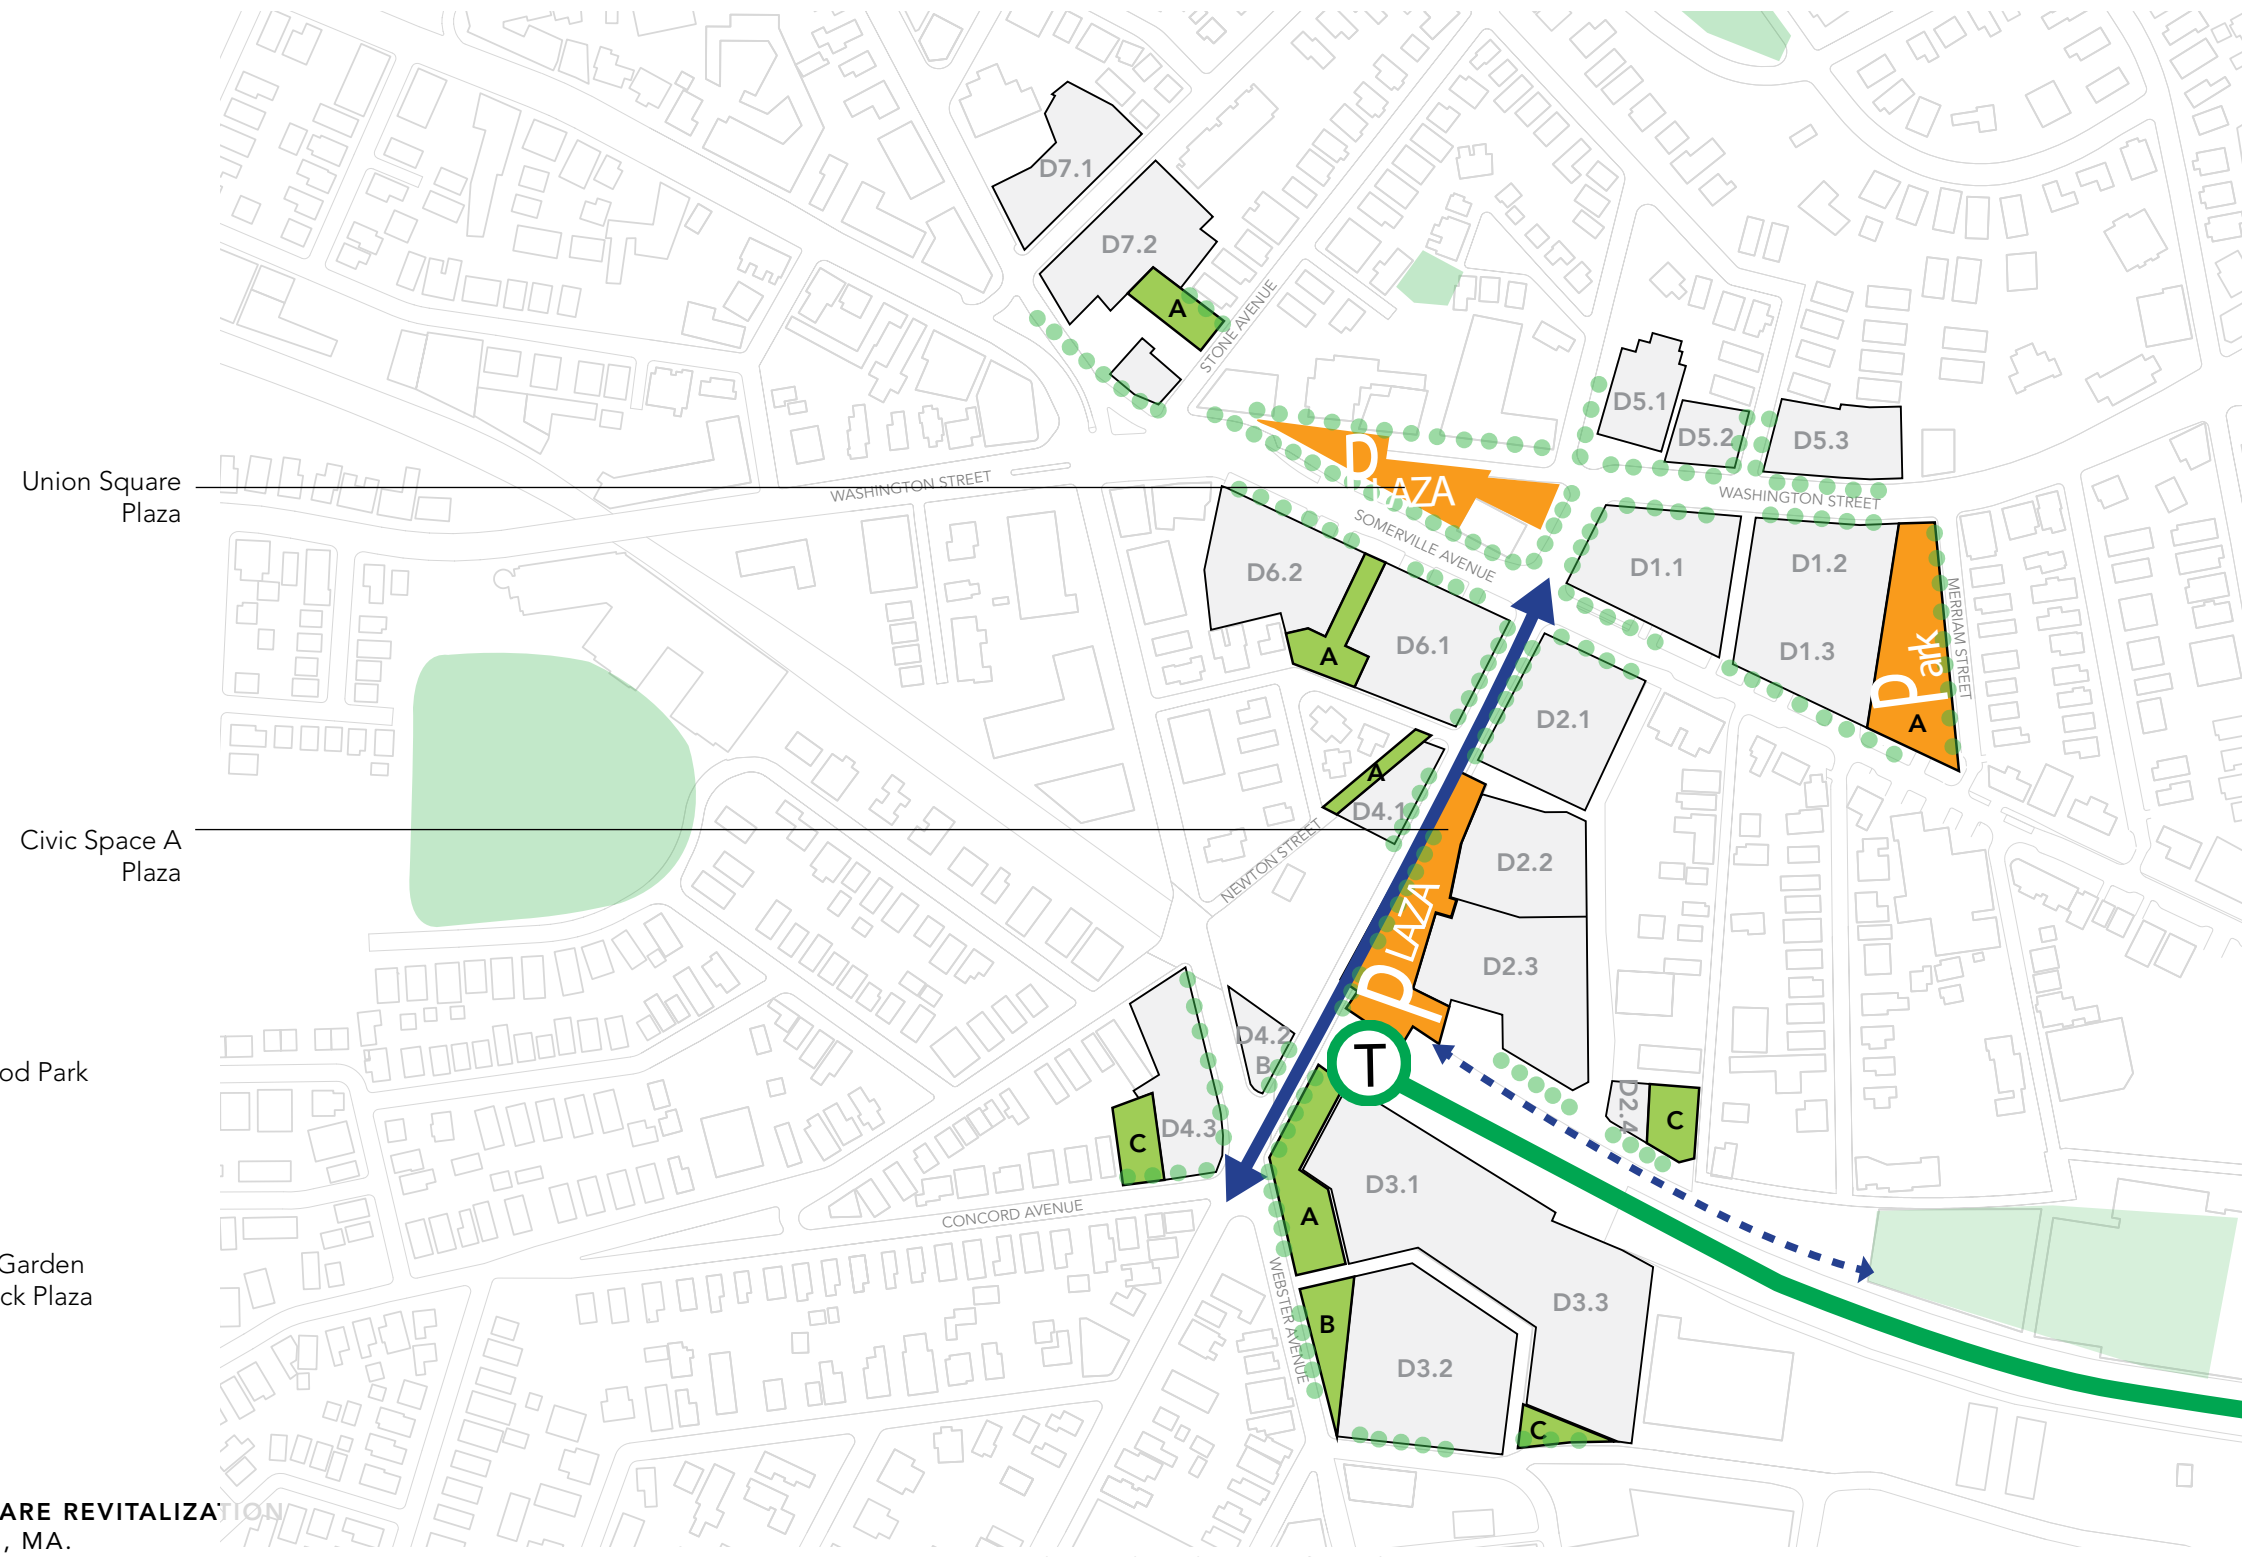 D7.1
D7.2
A
STONE AVENUE
D5.1
D5.2
D5.3
Union Square
Plaza
WASHINGTON STREET
PLAZA
WASHINGTON STREET
SOMERVILLE AVENUE
D6.2
D6.1
A
D1.1
D1.2
D1.3
Park
A
MERRIAM STREET
D2.1
A
D4.1
NEWTON STREET
Civic Space A
Plaza
D2.2
PLAZA
D2.3
D4.2
B
T
od Park
D2.4
C
C
D4.3
D3.1
A
CONCORD AVENUE
WEBSTER AVENUE
Garden
ck Plaza
D3.3
B
D3.2
C
ARE REVITALIZATION
, MA.